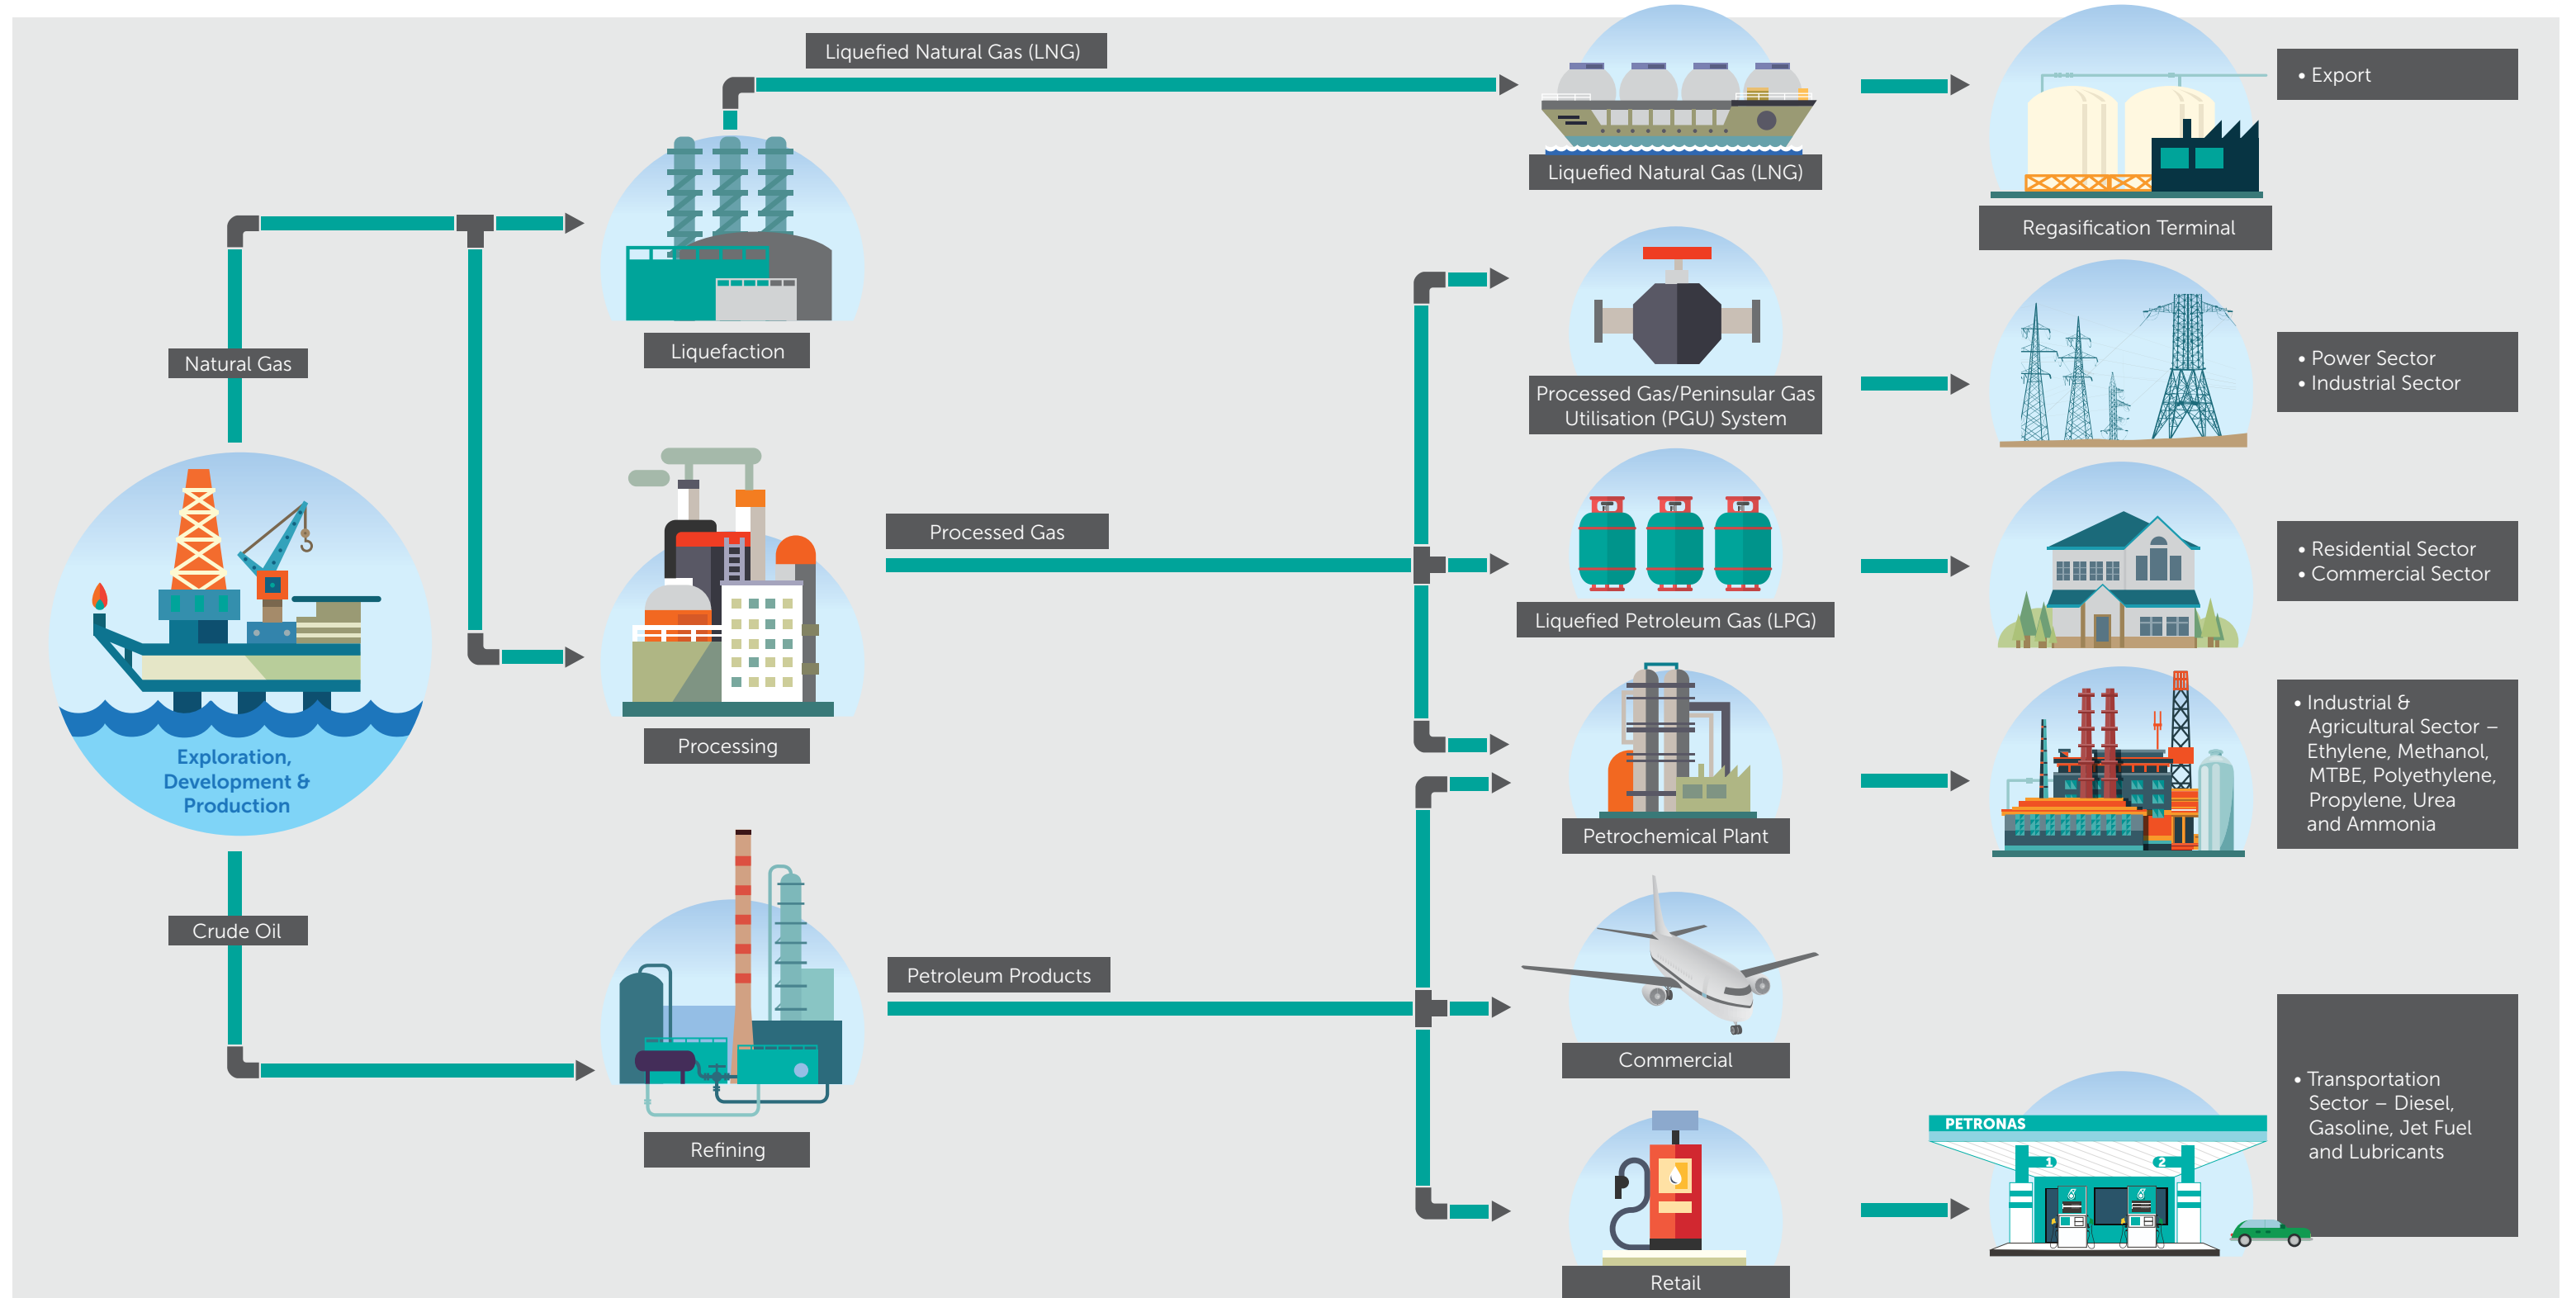 Liquefied Natural Gas (LNG)
Liquefied Natural Gas (LNG)
Regasification Terminal
• Export
Natural Gas
Liquefaction
Processed Gas/Peninsular Gas
Utilisation (PGU) System
• Power Sector
• Industrial Sector
Processed Gas
Liquefied Petroleum Gas (LPG)
• Residential Sector
• Commercial Sector
Exploration,
Development &
Production
Processing
Petrochemical Plant
• Industrial &
Agricultural Sector –
Ethylene, Methanol,
MTBE, Polyethylene,
Propylene, Urea
and Ammonia
Crude Oil
Petroleum Products
Refining
Commercial
Retail
PETRONAS
1
2
• Transportation
Sector – Diesel,
Gasoline, Jet Fuel
and Lubricants